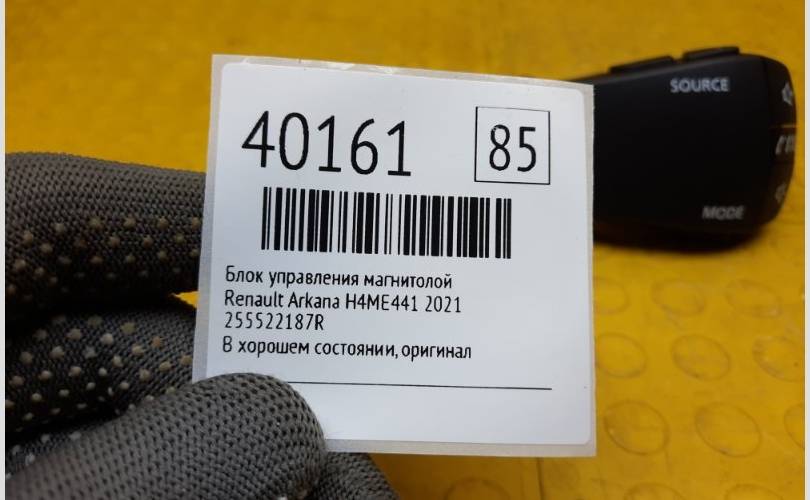 40161 85
Блок управления магнитолой
Renault Arkana H4ME441 2021
255522187R
В хорошем состоянии, оригинал
SOURCE
MODE